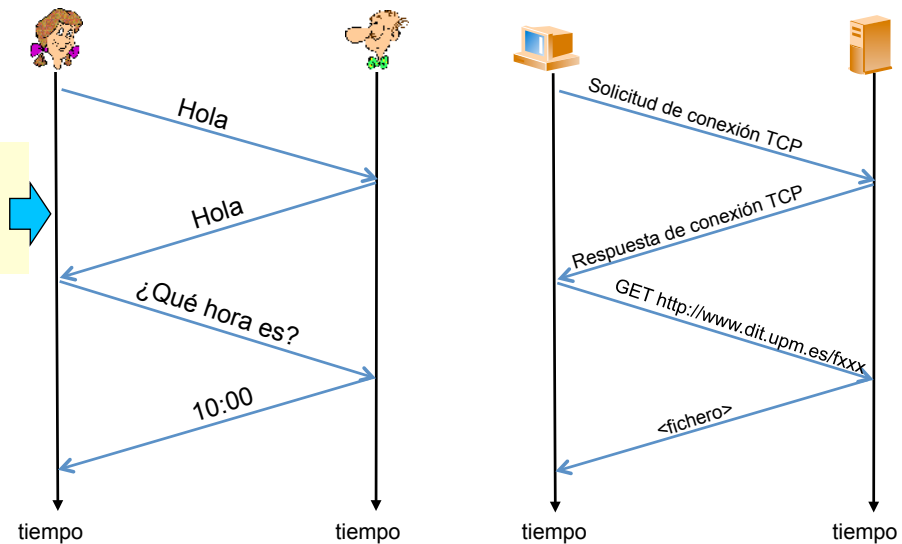 Hola
Hola
¿Qué hora es?
10:00
tiempo
tiempo
Solicitud de conexión TCP
Respuesta de conexión TCP
GET http://www.dit.upm.es/fxxx
<fichero>
tiempo
tiempo